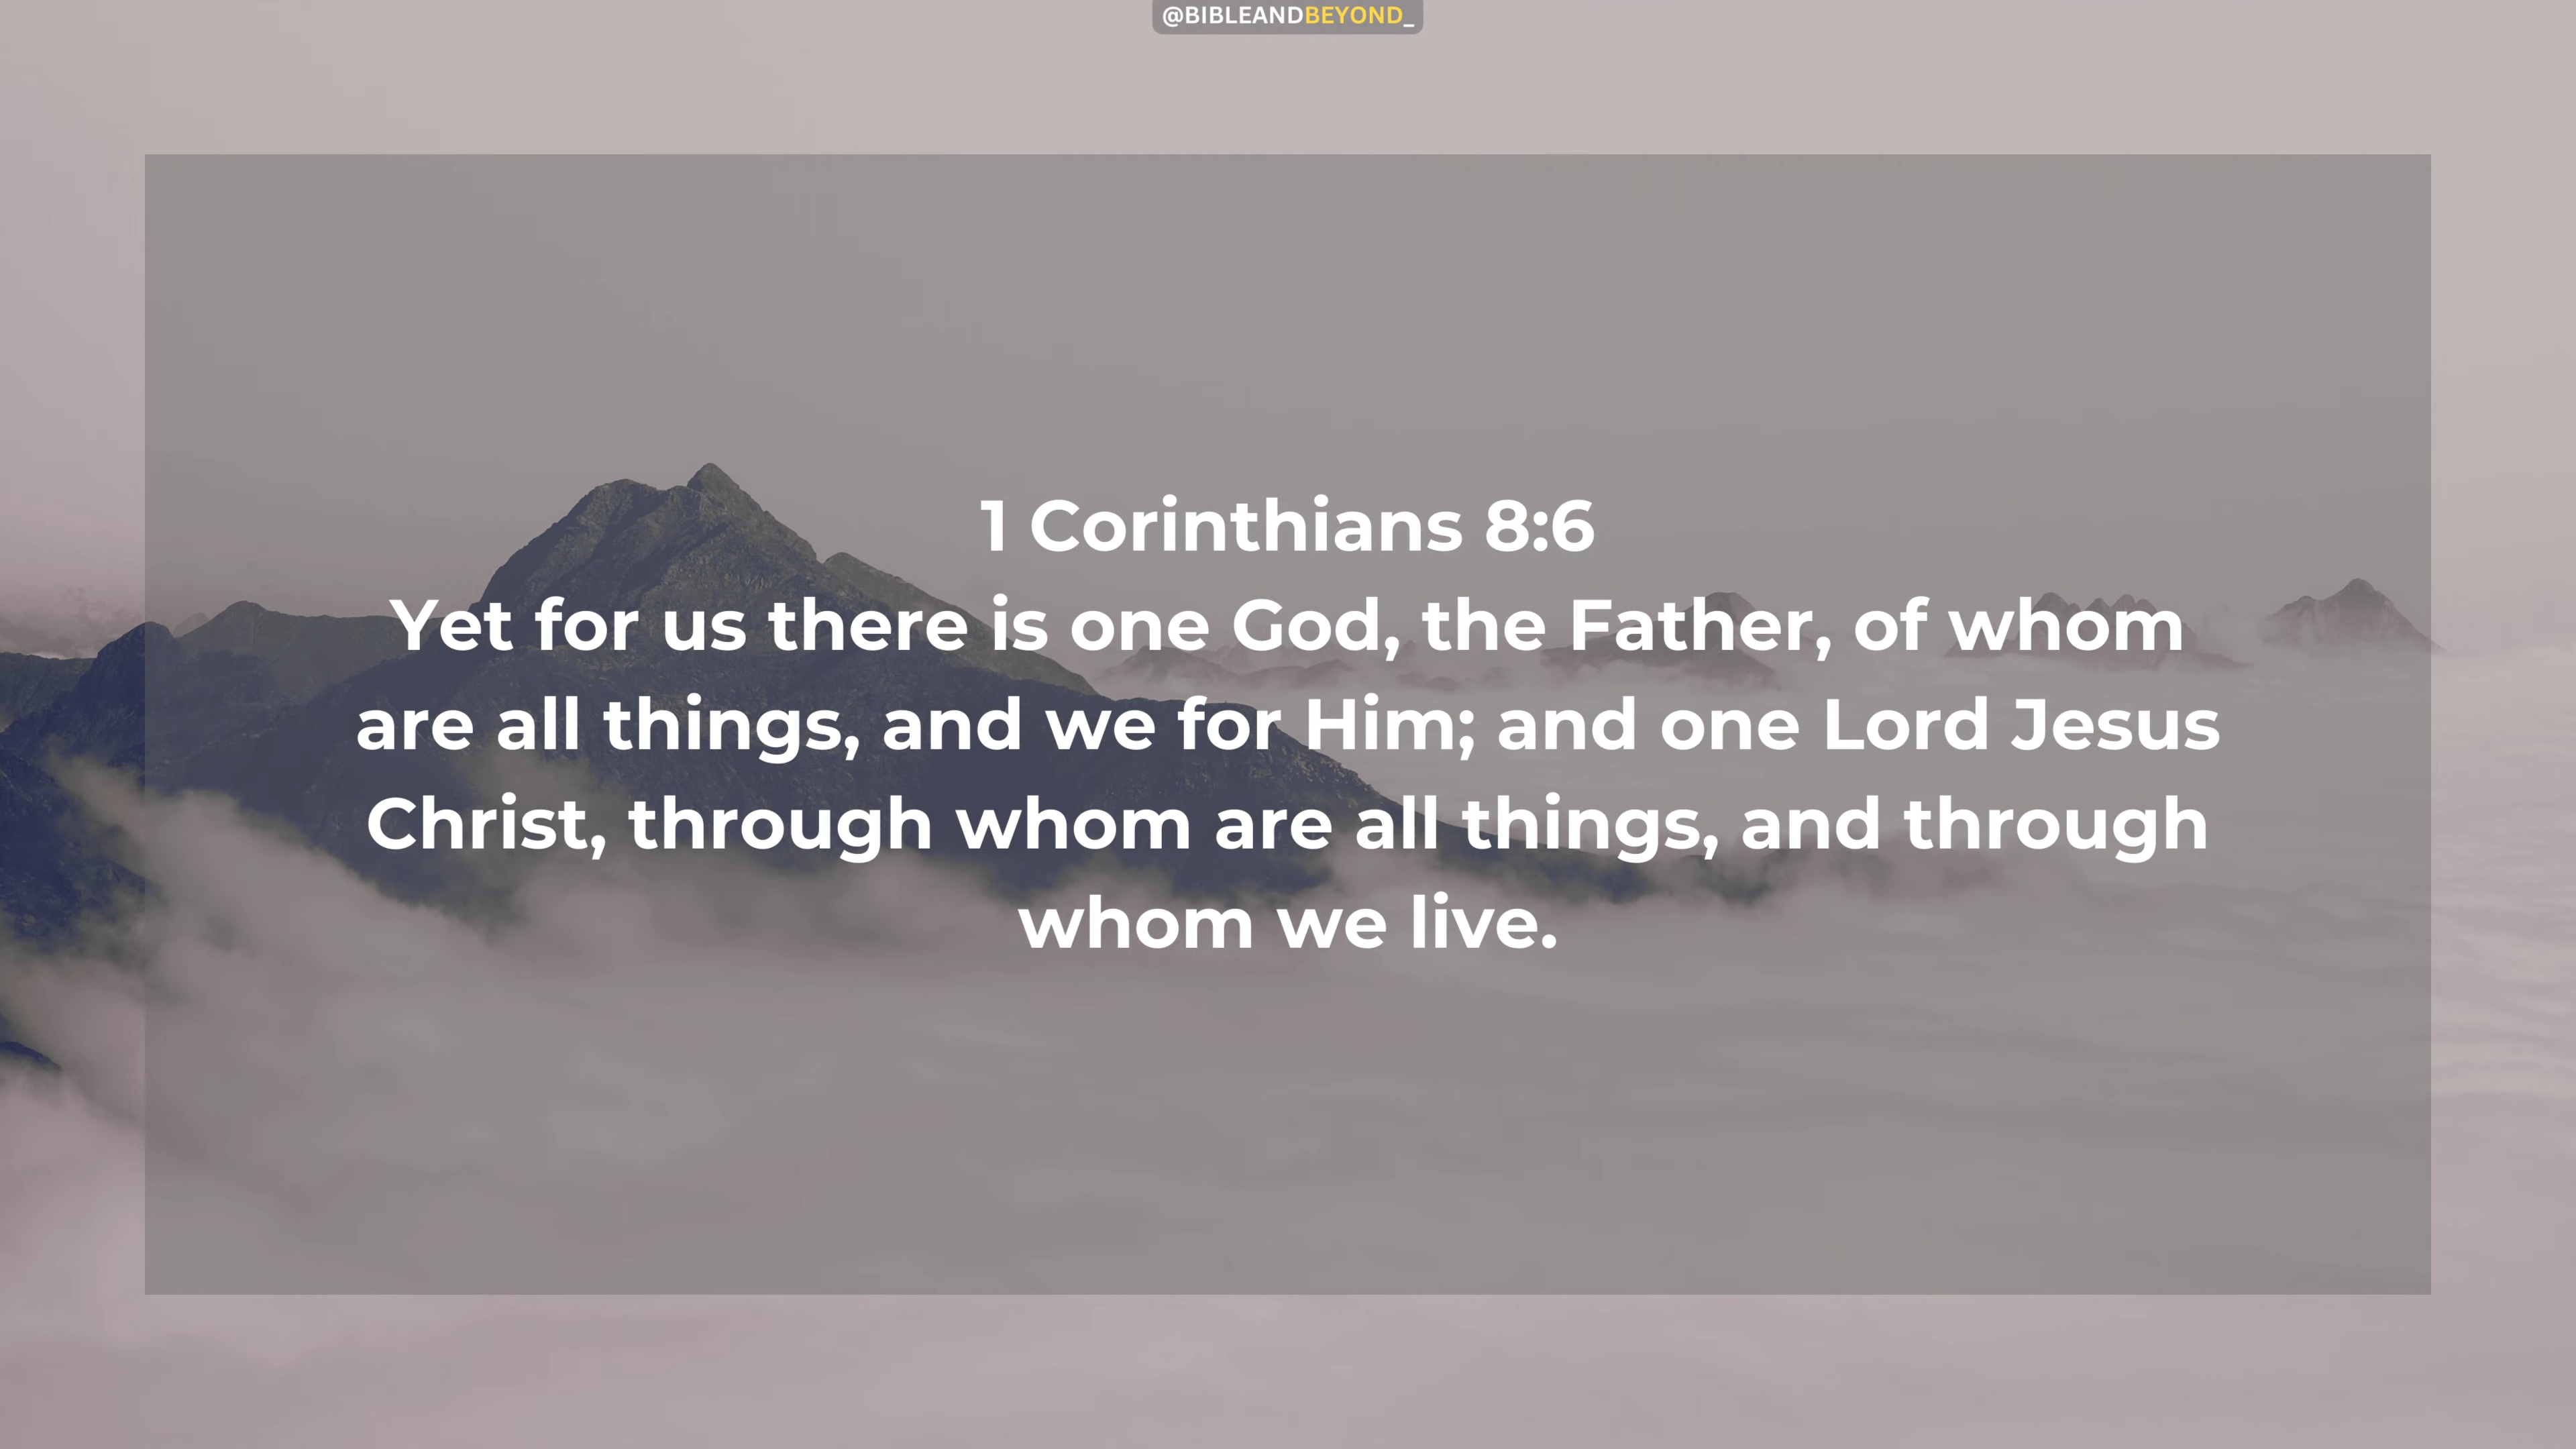 @BIBLEANDBEYOND_
1 Corinthians 8:6
Yet for us there is one God, the Father, of whom
are all things, and we for Him; and one Lord Jesus
Christ, through whom are all things, and through
whom we live.